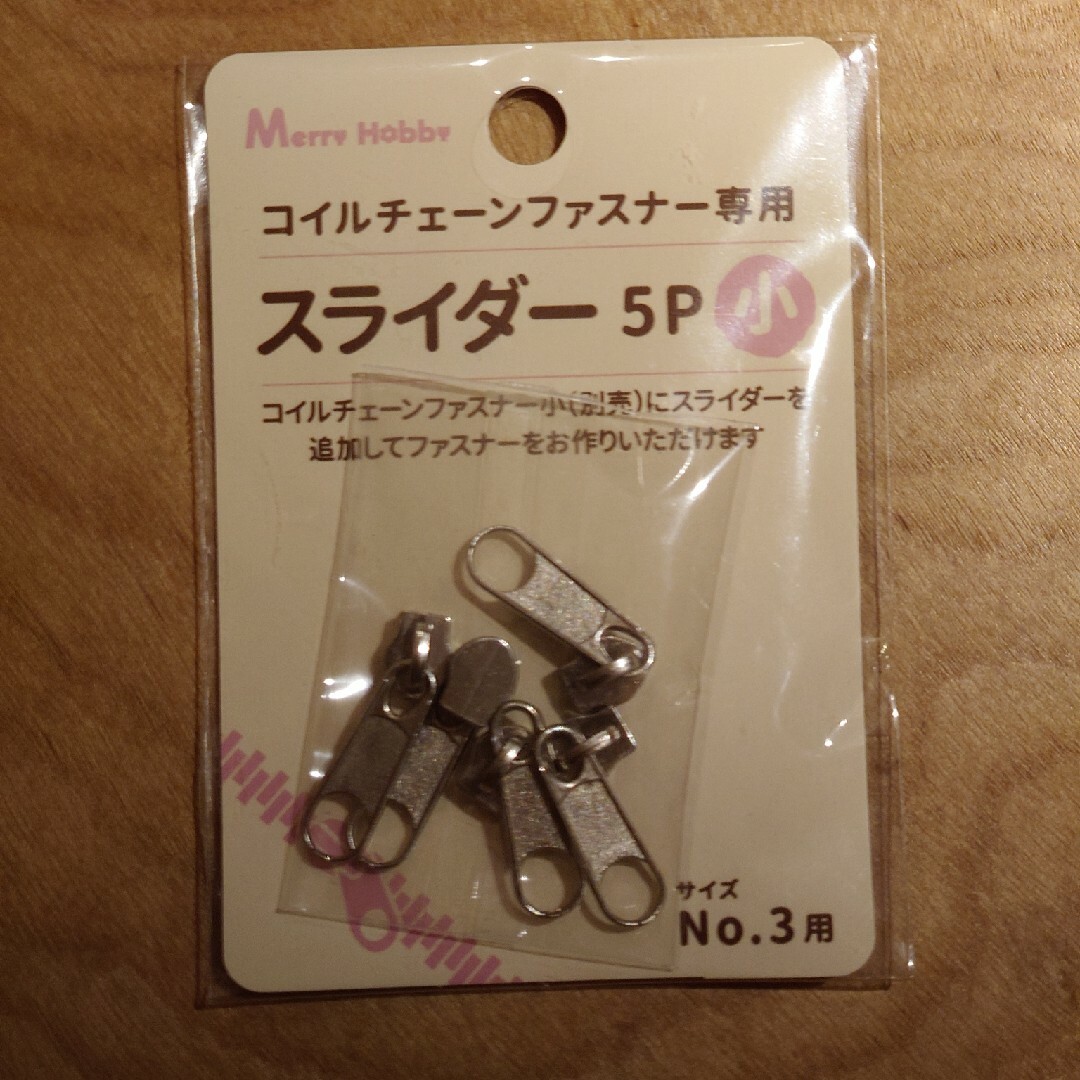 Merry Hobby
コイルチェーンファスナー専用
スライダー 5P 小
コイルチェーンファスナー小(別売)にスライダーを
追加してファスナーをお作りいただけます
サイズ
No.3用